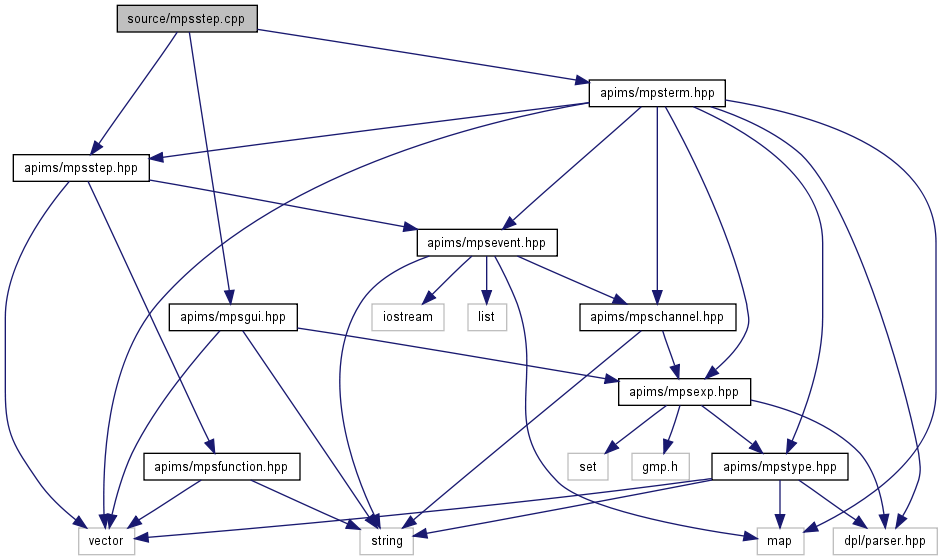 source/mpsstep.cpp
apims/mpsterm.hpp
apims/mpsstep.hpp
apims/mpsevent.hpp
apims/mpsgui.hpp
iostream
list
apims/mpschannel.hpp
apims/mpsexp.hpp
apims/mpsfunction.hpp
set
gmp.h
apims/mpstype.hpp
vector
string
map
dpl/parser.hpp